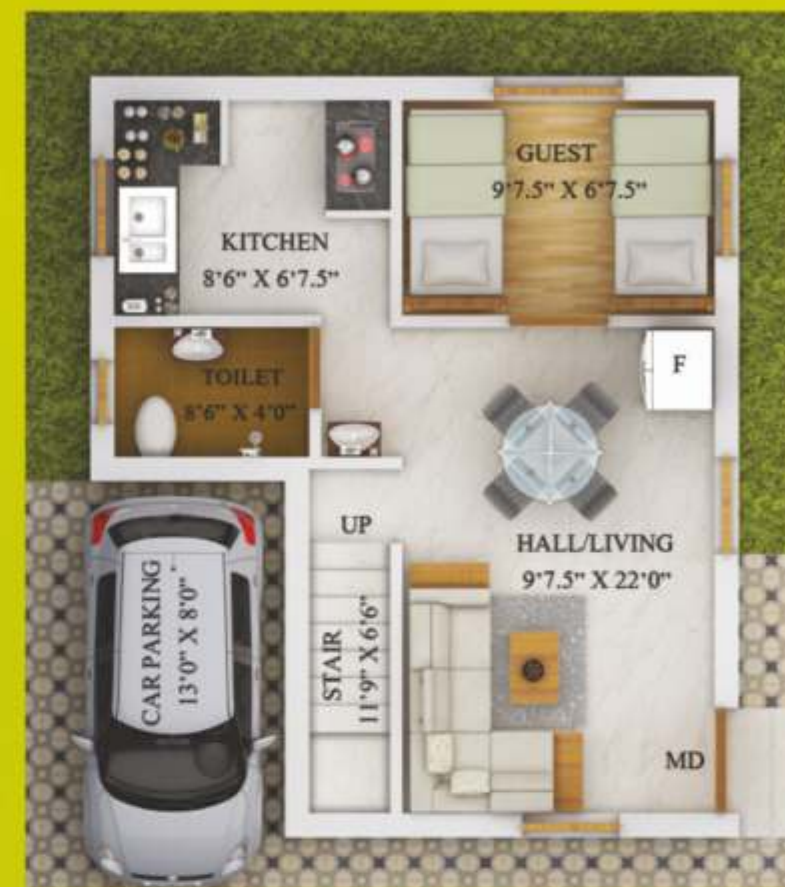 GUEST
9'7.5" X 6'7.5"
KITCHEN
8'6" X 6'7.5"
TOILET
8'6" X 4'0"
F
UP
HALL/LIVING
9'7.5" X 22'0"
CAR PARKING
13'0" X 8'0"
STAIR
11'9" X 6'6"
MD